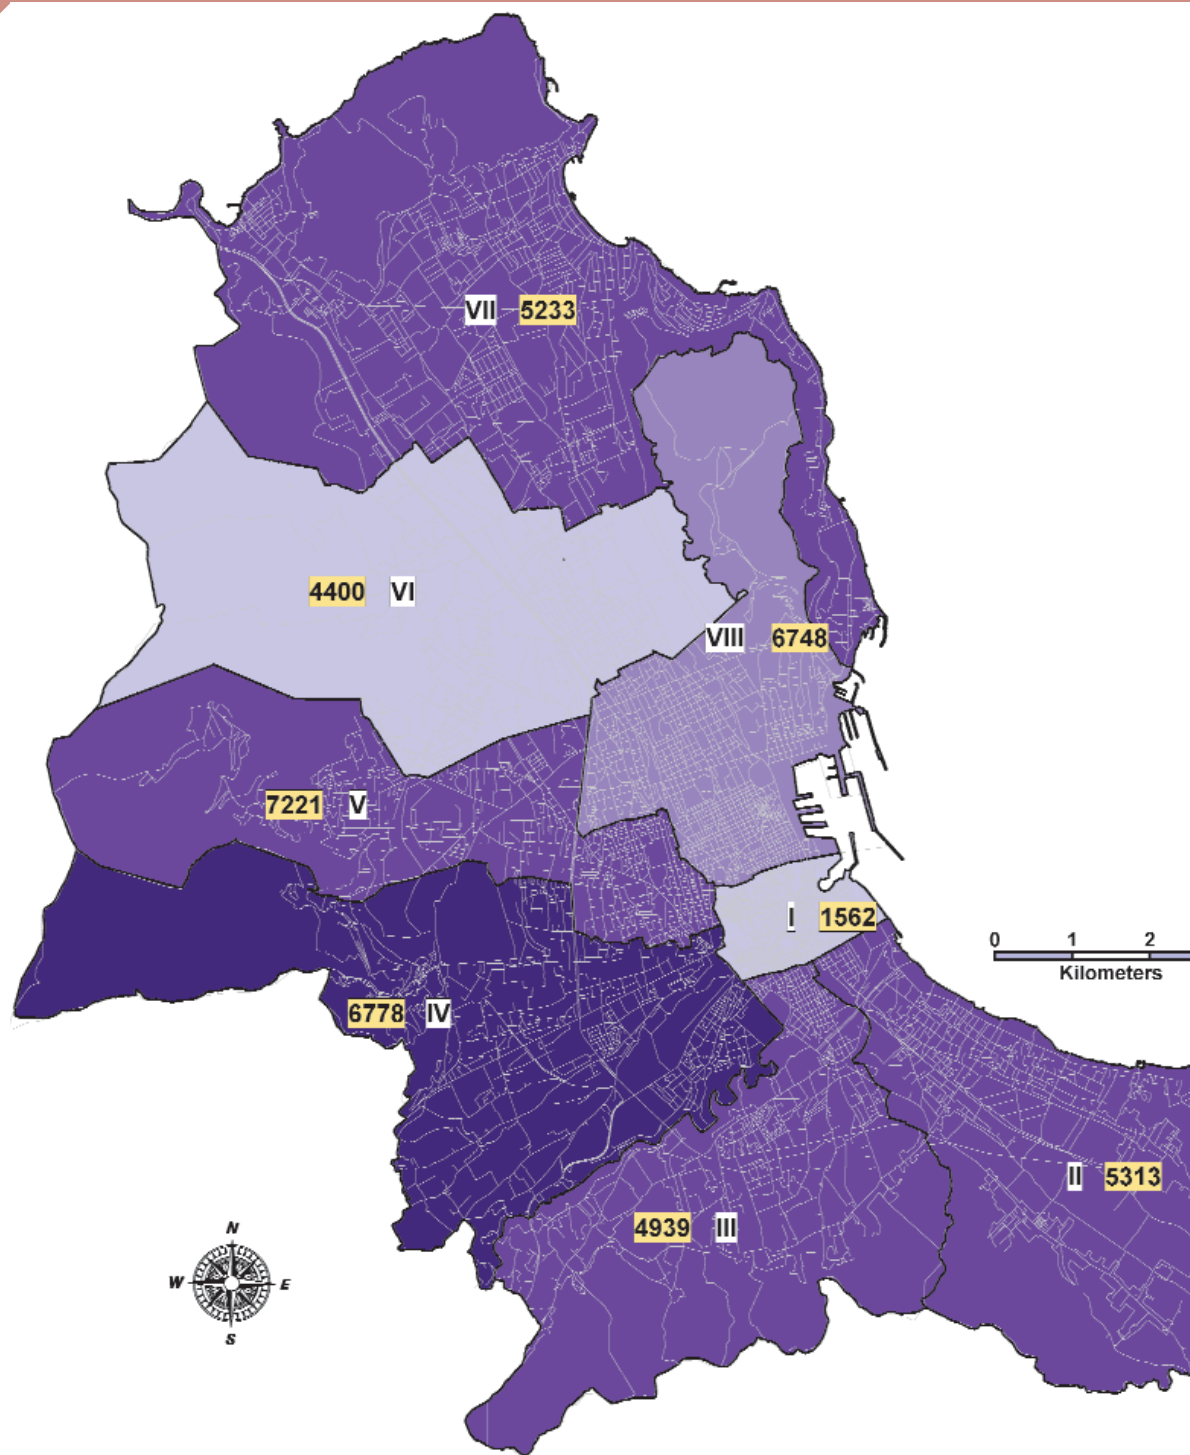 VII 5233
4400 VI
VIII 6748
7221 V
I 1562
0 1 2
Kilometers
6778 IV
II 5313
4939 III
N
W E
S